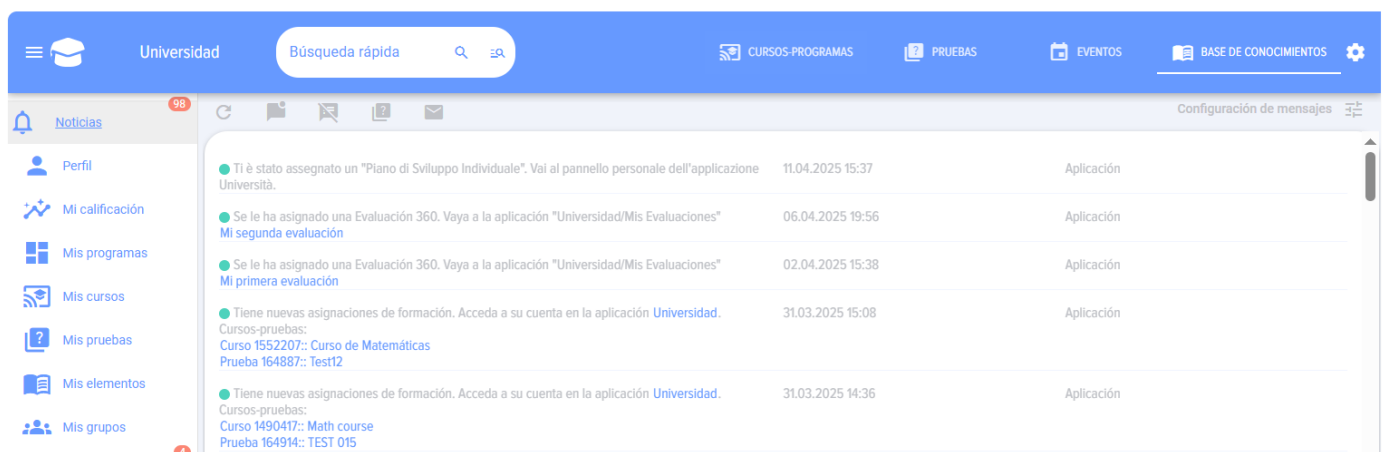 Universidad
Búsqueda rápida
CURSOS-PROGRAMAS
PRUEBAS
EVENTOS
BASE DE CONOCIMIENTOS
98
Noticias
Perfil
Mi calificación
Mis programas
Mis cursos
Mis pruebas
Mis elementos
Mis grupos
Configuración de mensajes
Ti è stato assegnato un "Piano di Sviluppo Individuale". Vai al pannello personale dell'applicazione 11.04.2025 15:37 Aplicación
Università.
Se le ha asignado una Evaluación 360. Vaya a la aplicación "Universidad/Mis Evaluaciones" 06.04.2025 19:56 Aplicación
Mi segunda evaluación
Se le ha asignado una Evaluación 360. Vaya a la aplicación "Universidad/Mis Evaluaciones" 02.04.2025 15:38 Aplicación
Mi primera evaluación
Tiene nuevas asignaciones de formación. Acceda a su cuenta en la aplicación Universidad. 31.03.2025 15:08 Aplicación
Cursos-pruebas:
Curso 1552207:: Curso de Matemáticas
Prueba 164887:: Test12
Tiene nuevas asignaciones de formación. Acceda a su cuenta en la aplicación Universidad. 31.03.2025 14:36 Aplicación
Cursos-pruebas:
Curso 1490417:: Math course
Prueba 164914:: TEST 015